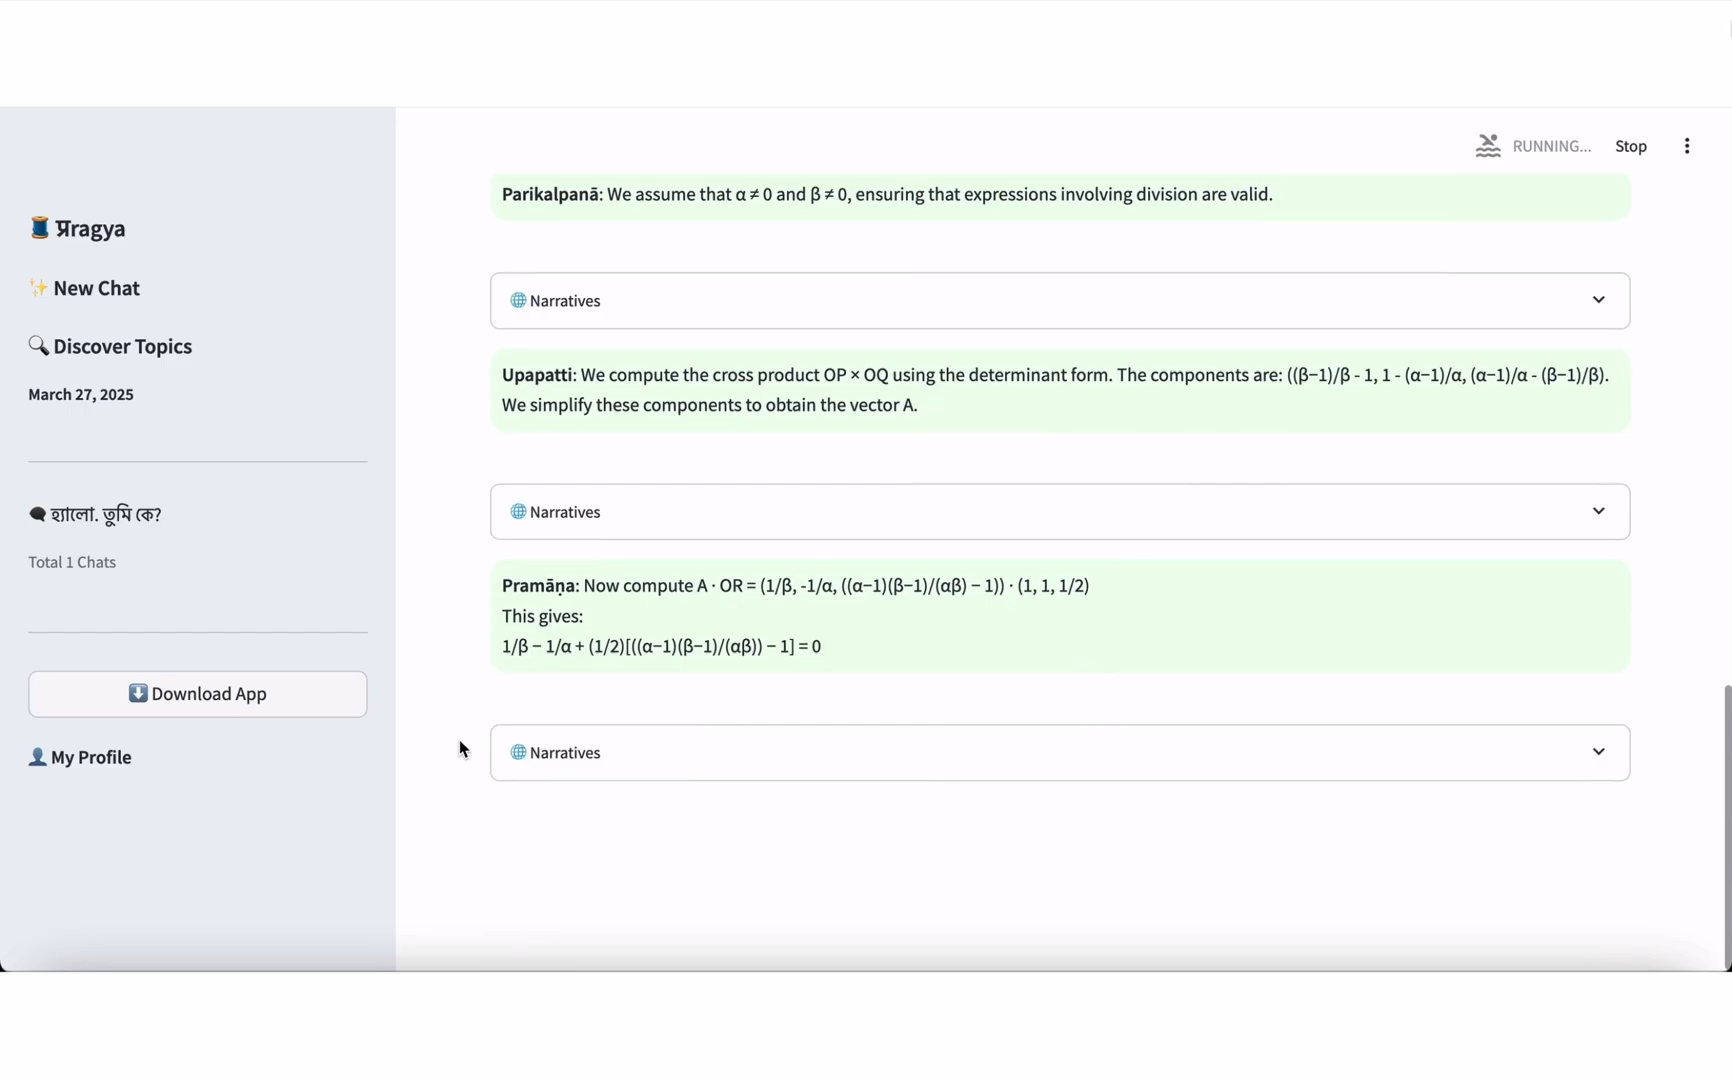 RUNNING...
Stop
प्रragya
New Chat
Discover Topics
March 27, 2025
হ্যালো. তুমি কে?
Total 1 Chats
Download App
My Profile
Parikalpanā: We assume that α ≠ 0 and β ≠ 0, ensuring that expressions involving division are valid.
Narratives
Upapatti: We compute the cross product OP × OQ using the determinant form. The components are: ((β−1)/β - 1, 1 - (α−1)/α, (α−1)/α - (β−1)/β).
We simplify these components to obtain the vector A.
Narratives
Pramāṇa: Now compute A · OR = (1/β, -1/α, ((α−1)(β−1)/(αβ) − 1)) · (1, 1, 1/2)
This gives:
1/β − 1/α + (1/2)[((α−1)(β−1)/(αβ)) − 1] = 0
Narratives